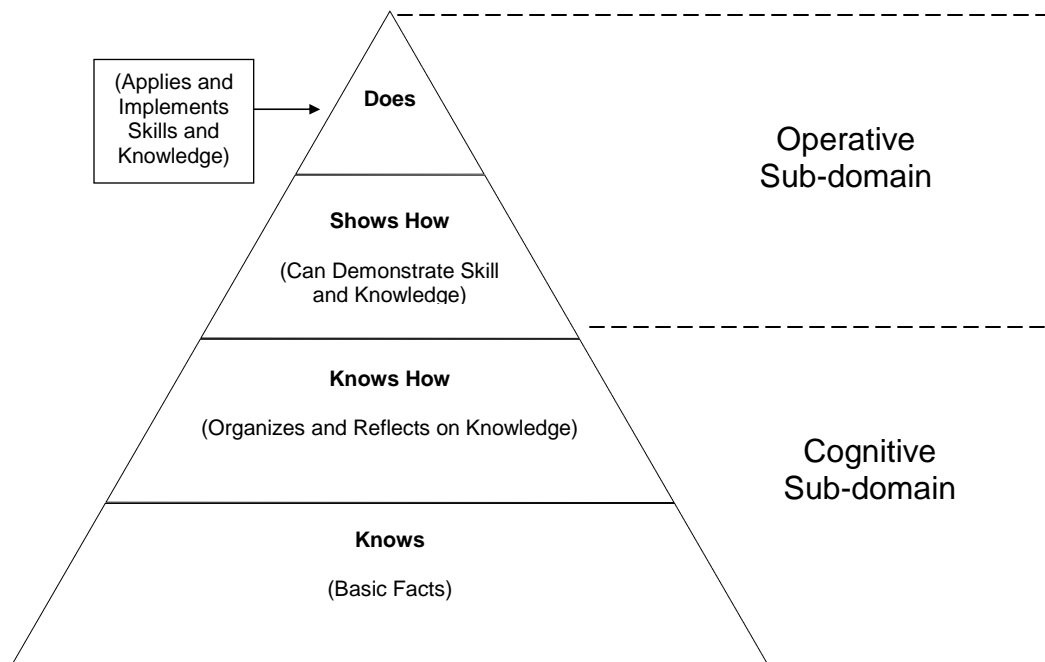 (Applies and
Implements
Skills and
Knowledge)
Does
Operative
Sub-domain
Shows How
(Can Demonstrate Skill
and Knowledge)
Knows How
(Organizes and Reflects on Knowledge)
Cognitive
Sub-domain
Knows
(Basic Facts)